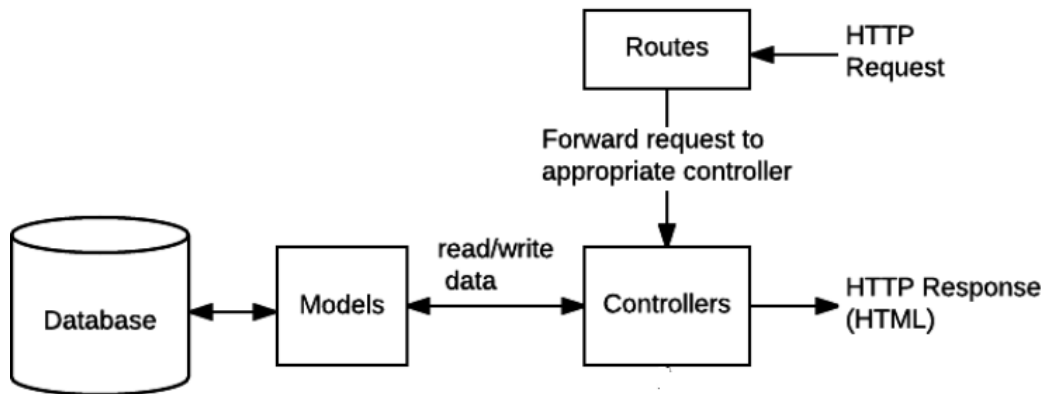 Routes
HTTP
Request
Forward request to
appropriate controller
read/write
data
Database
Models
Controllers
HTTP Response
(HTML)